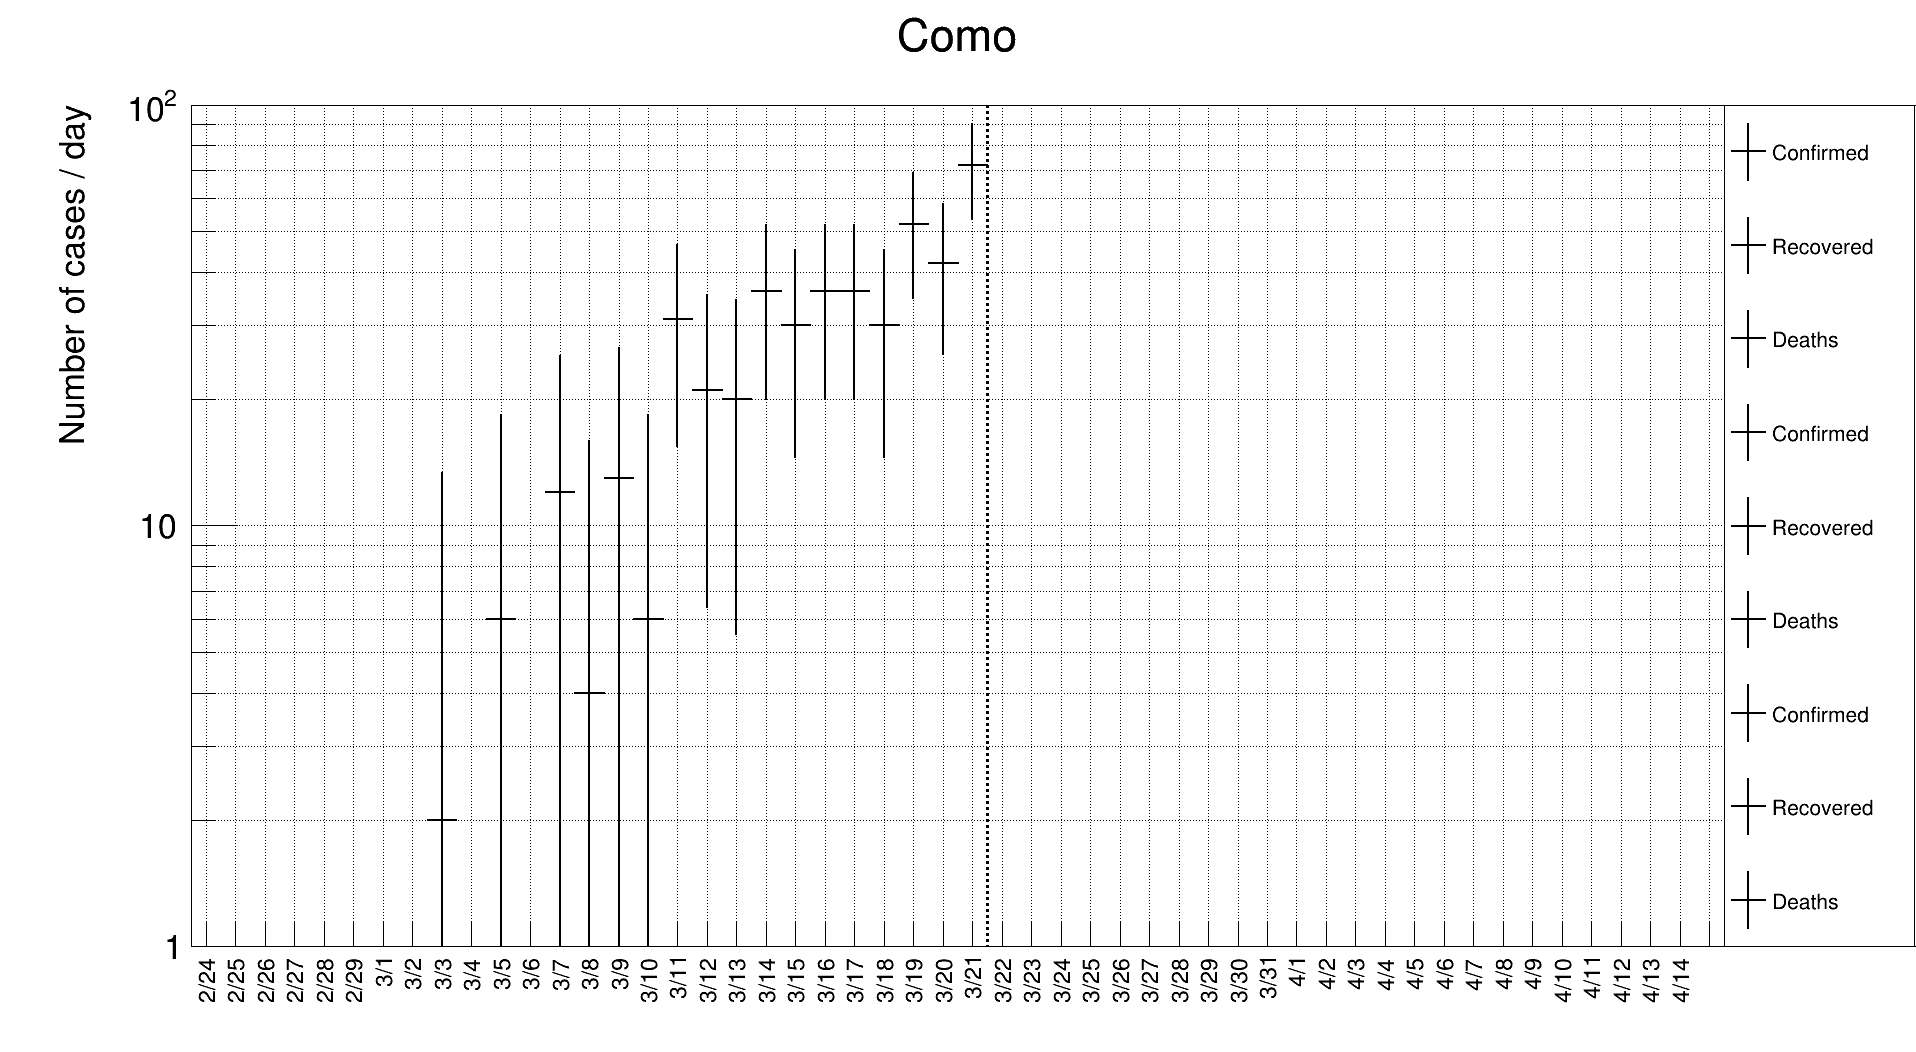 Como
Number of cases / day
10²
10
1
2/24 2/25 2/26 2/27 2/28 2/29 3/1 3/2 3/3 3/4 3/5 3/6 3/7 3/8 3/9 3/10 3/11 3/12 3/13 3/14 3/15 3/16 3/17 3/18 3/19 3/20 3/21 3/22 3/23 3/24 3/25 3/26 3/27 3/28 3/29 3/30 3/31 4/1 4/2 4/3 4/4 4/5 4/6 4/7 4/8 4/9 4/10 4/11 4/12 4/13 4/14
Confirmed
Recovered
Deaths
Confirmed
Recovered
Deaths
Confirmed
Recovered
Deaths